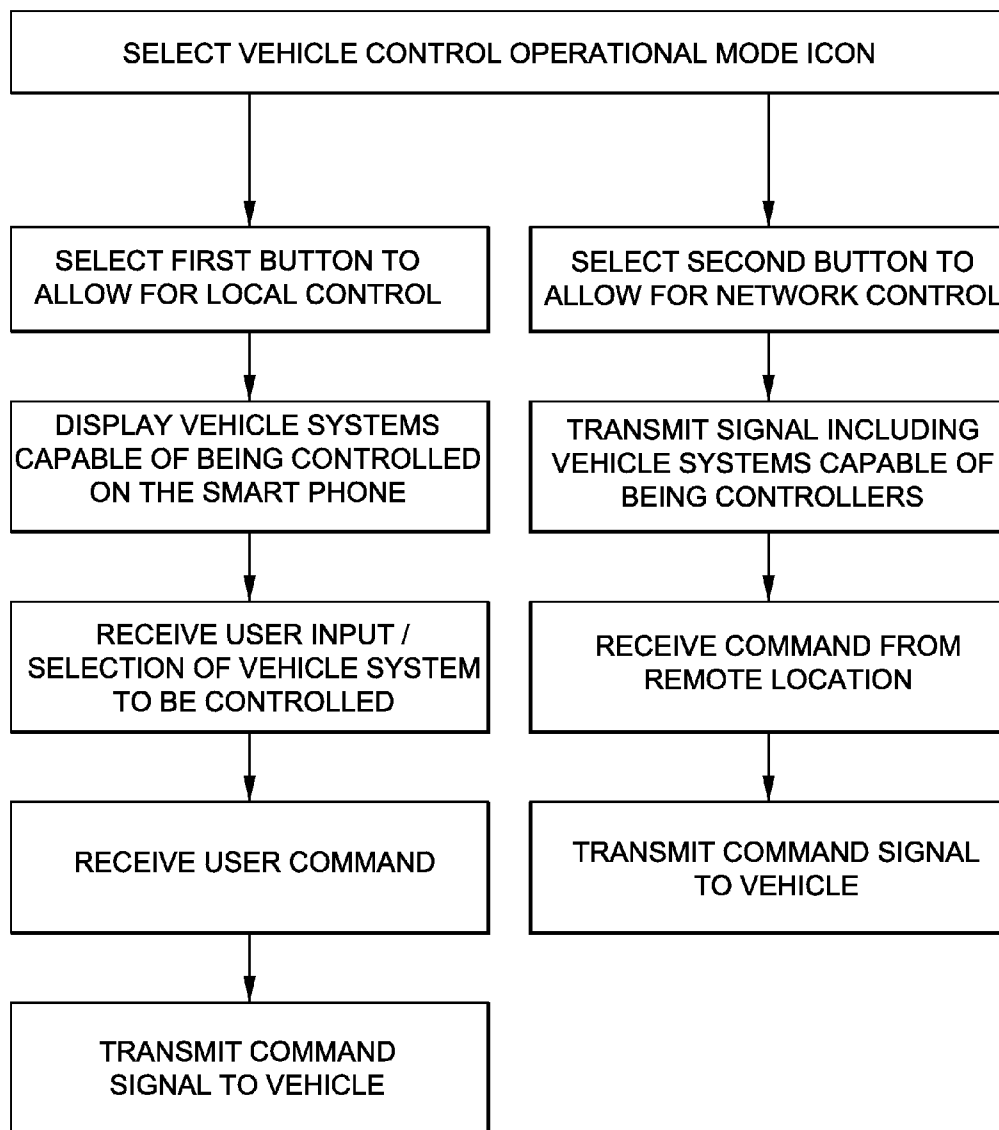 SELECT VEHICLE CONTROL OPERATIONAL MODE ICON
SELECT FIRST BUTTON TO
ALLOW FOR LOCAL CONTROL
DISPLAY VEHICLE SYSTEMS
CAPABLE OF BEING CONTROLLED
ON THE SMART PHONE
RECEIVE USER INPUT /
SELECTION OF VEHICLE SYSTEM
TO BE CONTROLLED
RECEIVE USER COMMAND
TRANSMIT COMMAND
SIGNAL TO VEHICLE
SELECT SECOND BUTTON TO
ALLOW FOR NETWORK CONTROL
TRANSMIT SIGNAL INCLUDING
VEHICLE SYSTEMS CAPABLE OF
BEING CONTROLLERS
RECEIVE COMMAND FROM
REMOTE LOCATION
TRANSMIT COMMAND SIGNAL
TO VEHICLE